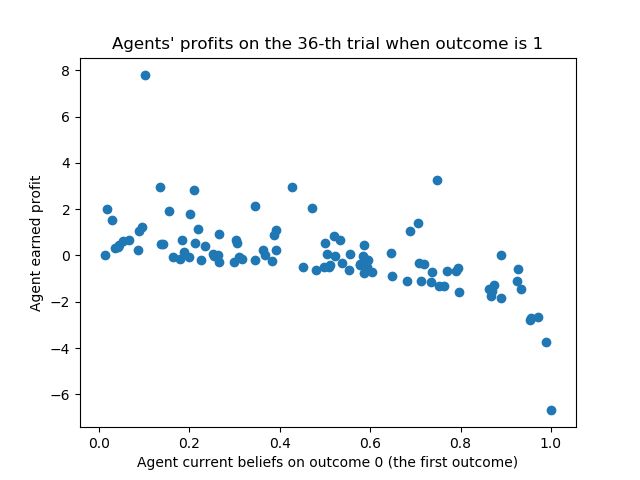 Agents' profits on the 36-th trial when outcome is 1
8
6
4
2
0
−2
−4
−6
Agent earned profit
0.0 0.2 0.4 0.6 0.8 1.0
Agent current beliefs on outcome 0 (the first outcome)